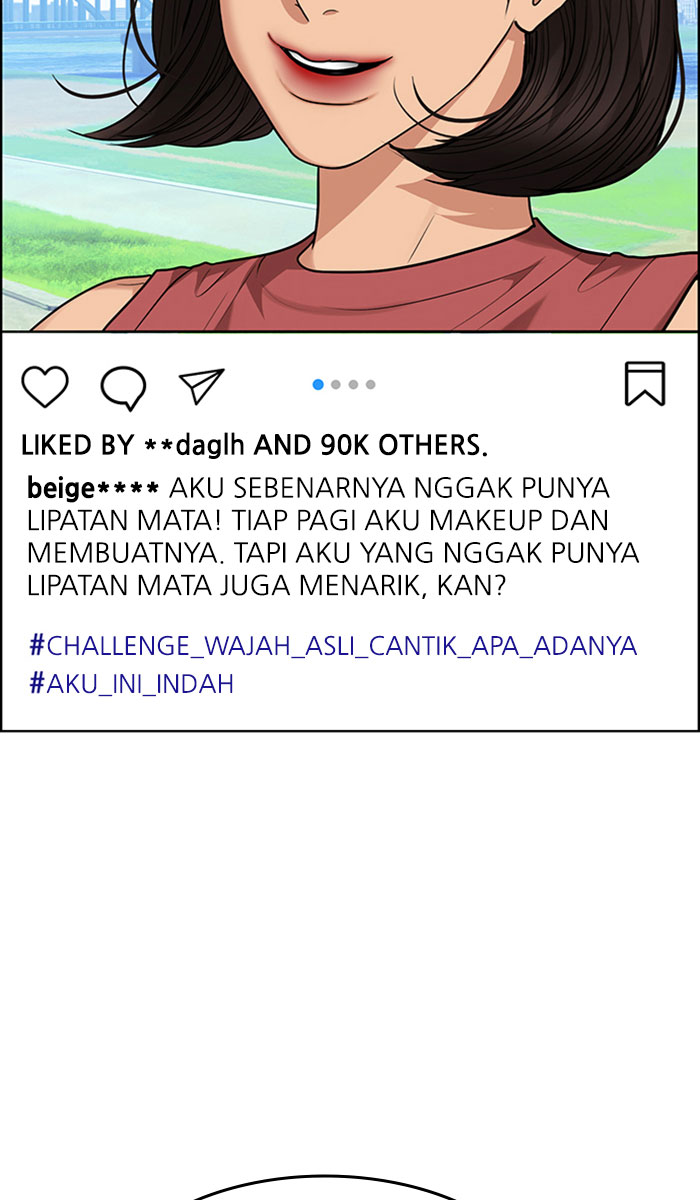 LIKED BY **daglh AND 90K OTHERS.
beige**** AKU SEBENARNYA NGGAK PUNYA
LIPATAN MATA! TIAP PAGI AKU MAKEUP DAN
MEMBUATNYA. TAPI AKU YANG NGGAK PUNYA
LIPATAN MATA JUGA MENARIK, KAN?
#CHALLENGE_WAJAH_ASLI_CANTIK_APA_ADANYA
#AKU_INI_INDAH